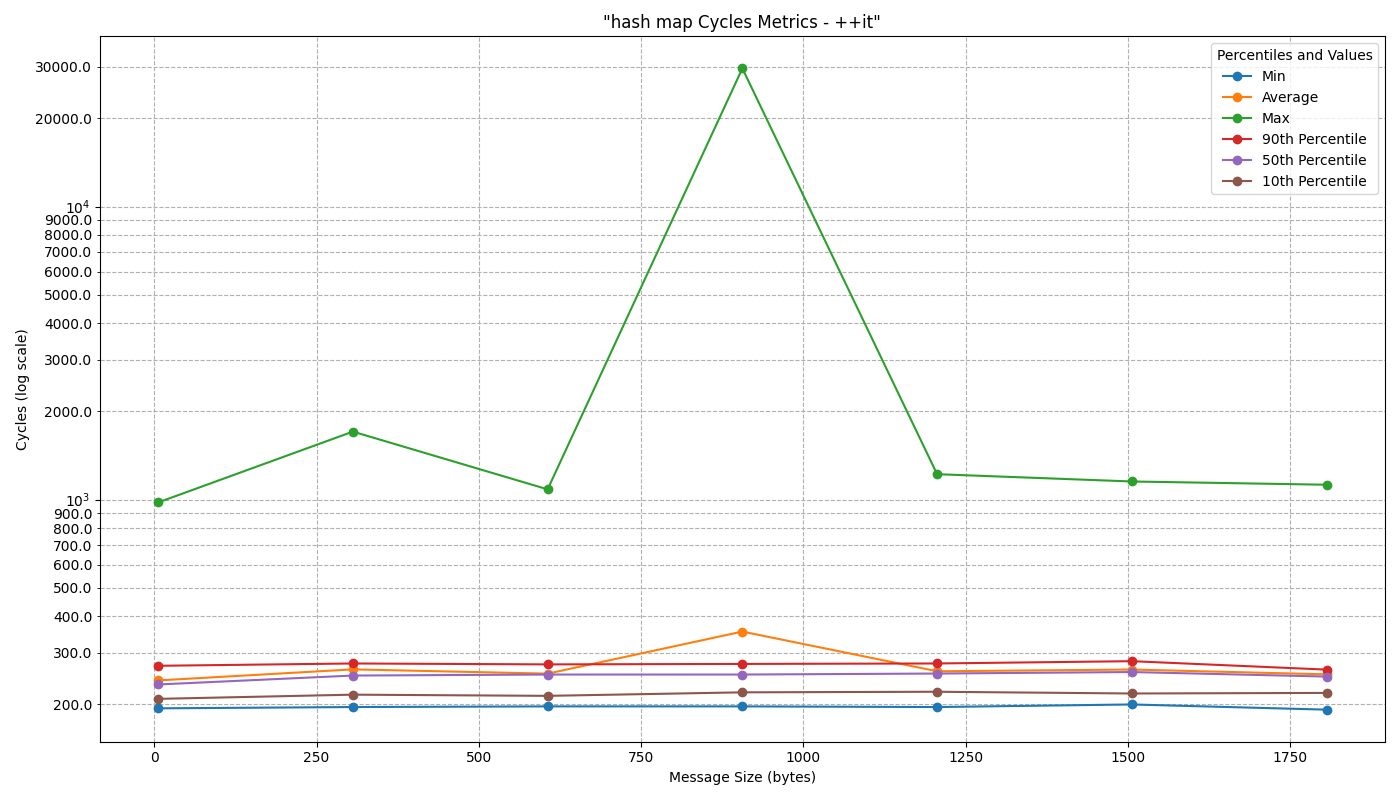 "hash map Cycles Metrics - ++it"
Percentiles and Values
Min
Average
Max
90th Percentile
50th Percentile
10th Percentile
Cycles (log scale)
30000.0
20000.0
10^4
9000.0
8000.0
7000.0
6000.0
5000.0
4000.0
3000.0
2000.0
10^3
900.0
800.0
700.0
600.0
500.0
400.0
300.0
200.0
0 250 500 750 1000 1250 1500 1750
Message Size (bytes)